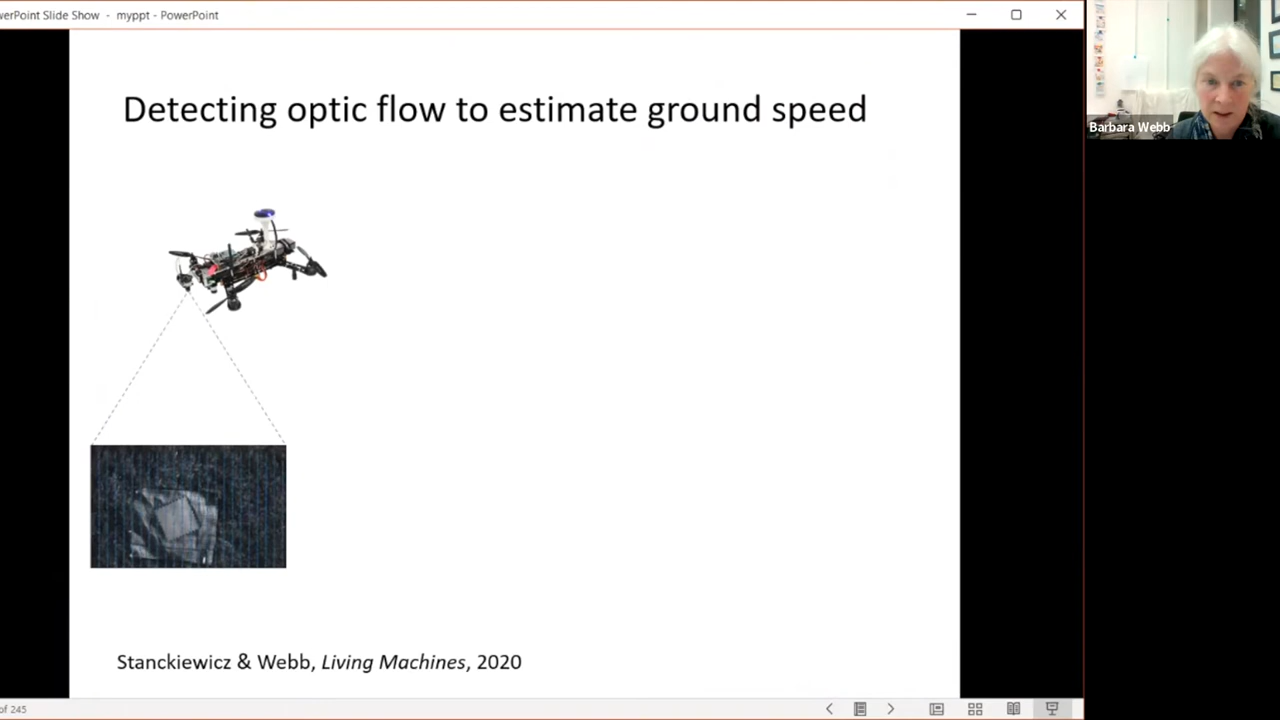 werPoint Slide Show - myppt - PowerPoint
Barbara Webb
Detecting optic flow to estimate ground speed
Stanckiewicz & Webb, Living Machines, 2020
of 245